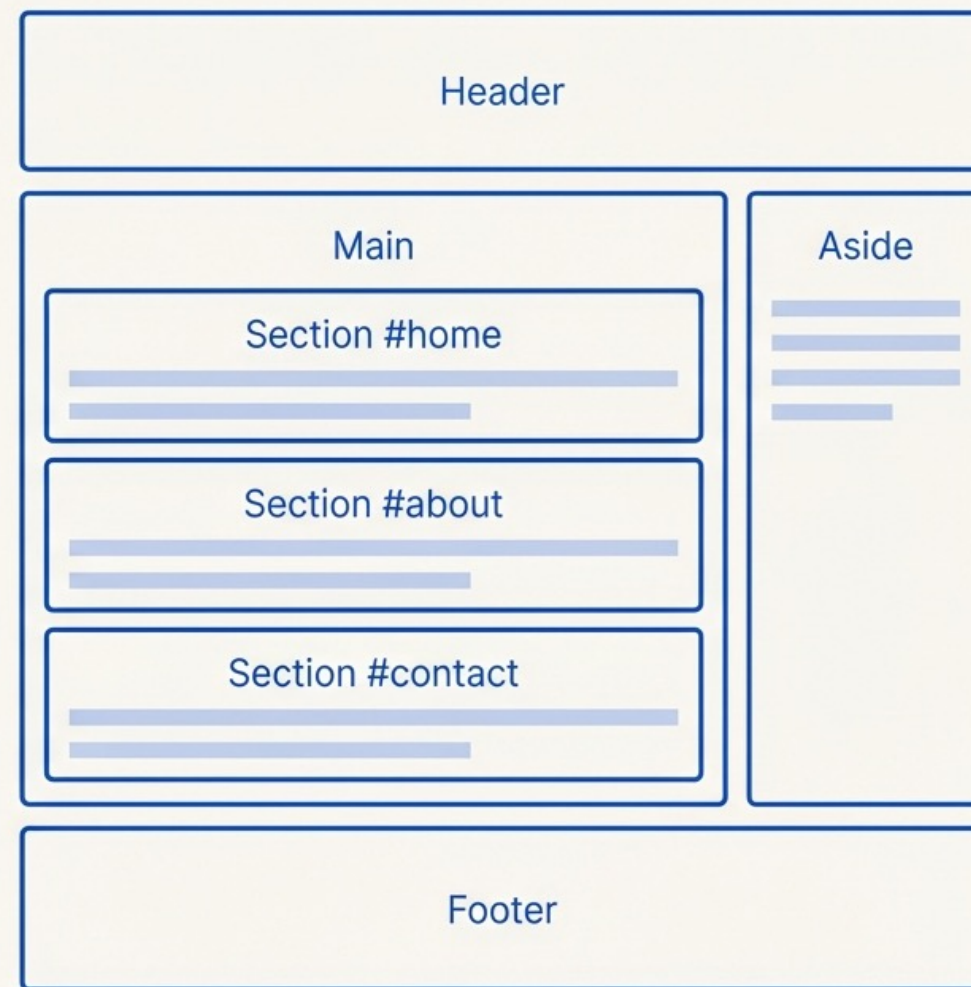 Header
Main
Section #home
Section #about
Section #contact
Aside
Footer